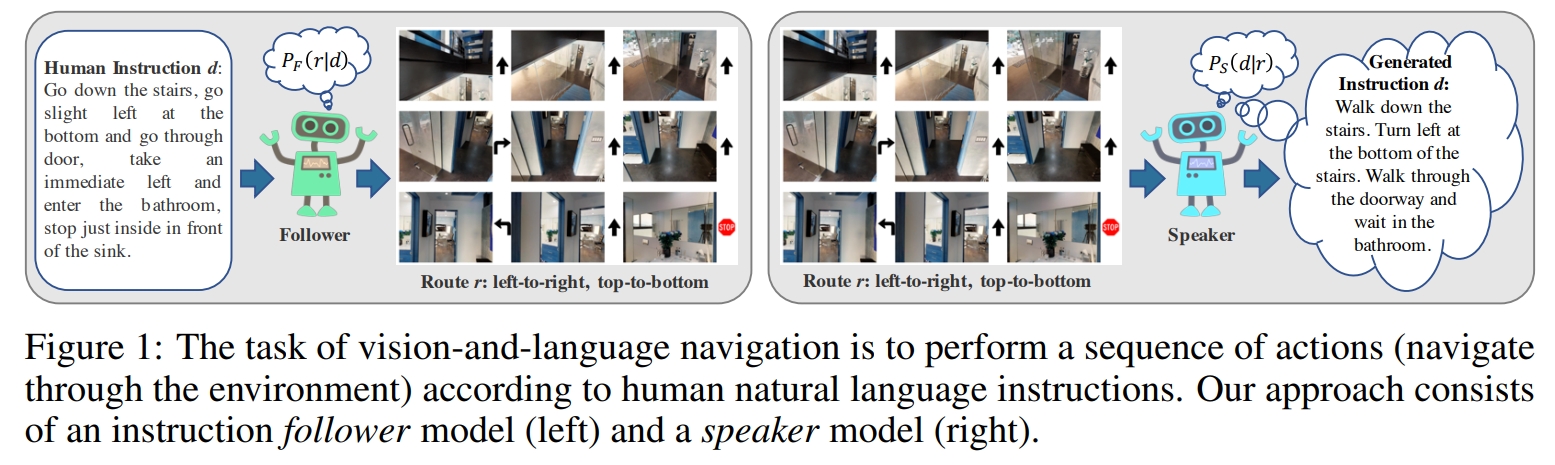 Human Instruction d:
Go down the stairs, go
slight left at the
bottom and go through
door, take an
immediate left and
enter the bathroom,
stop just inside in front
of the sink.
P_F(r|d)
Follower
STOP
Route r: left-to-right, top-to-bottom
STOP
Route r: left-to-right, top-to-bottom
P_S(d|r)
Speaker
Generated
Instruction d:
Walk down the
stairs. Turn left at
the bottom of the
stairs. Walk through
the doorway and
wait in the
bathroom.
Figure 1: The task of vision-and-language navigation is to perform a sequence of actions (navigate
through the environment) according to human natural language instructions. Our approach consists
of an instruction follower model (left) and a speaker model (right).